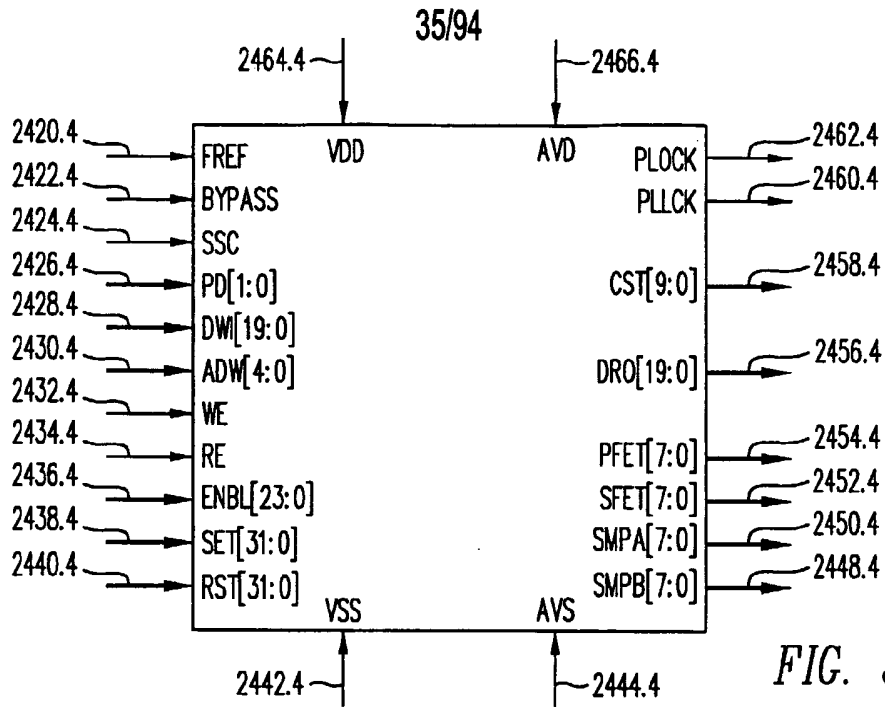 35/94
2464.4
2466.4
2420.4
FREF
VDD
AVD
PLOCK
2462.4
2422.4
BYPASS
PLLCK
2460.4
2424.4
SSC
2426.4
PD[1:0]
CST[9:0]
2458.4
2428.4
DWI[19:0]
2430.4
ADW[4:0]
DRO[19:0]
2456.4
2432.4
WE
2434.4
RE
PFET[7:0]
2454.4
2436.4
ENBL[23:0]
SFET[7:0]
2452.4
2438.4
SET[31:0]
SMPA[7:0]
2450.4
2440.4
RST[31:0]
SMPB[7:0]
2448.4
VSS
AVS
2442.4
2444.4
FIG.